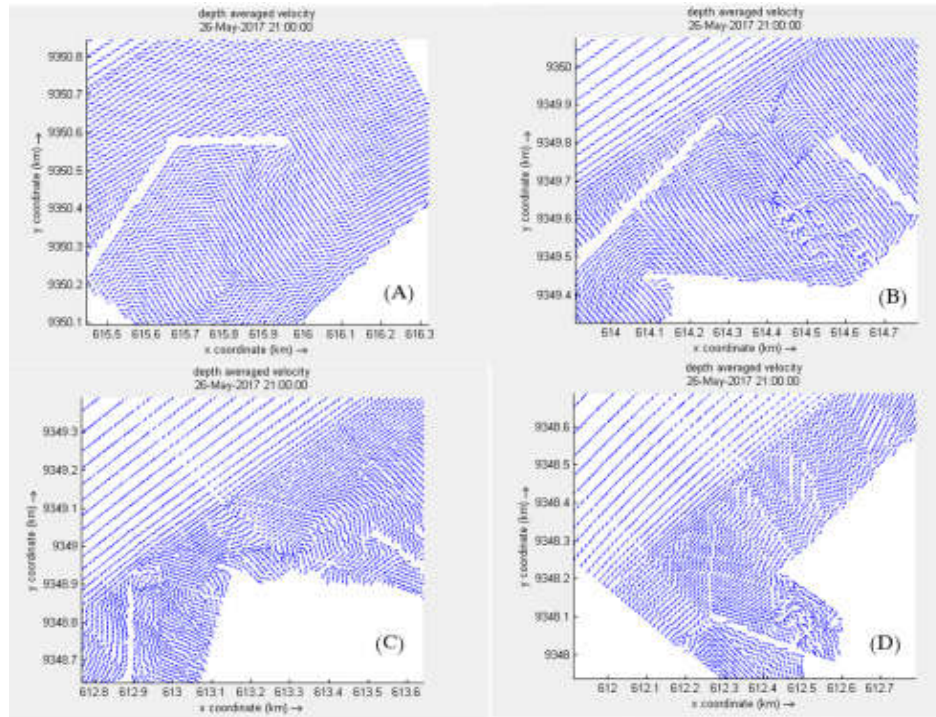 depth averaged velocity
26-May-2017 21:00:00
9350.8
9350.7
9350.6
9350.5
9350.4
9350.3
9350.2
9350.1
y coordinate (km) →
(A)
615.5 615.6 615.7 615.8 615.9 616 616.1 616.2 616.3
x coordinate (km) →
depth averaged velocity
26-May-2017 21:00:00
9350
9349.9
9349.8
9349.7
9349.6
9349.5
9349.4
y coordinate (km) →
(B)
614 614.1 614.2 614.3 614.4 614.5 614.6 614.7
x coordinate (km) →
depth averaged velocity
26-May-2017 21:00:00
9349.3
9349.2
9349.1
9349
9348.9
9348.8
9348.7
y coordinate (km) →
(C)
612.8 612.9 613 613.1 613.2 613.3 613.4 613.5 613.6
x coordinate (km) →
depth averaged velocity
26-May-2017 21:00:00
9348.6
9348.5
9348.4
9348.3
9348.2
9348.1
9348
y coordinate (km) →
(D)
612 612.1 612.2 612.3 612.4 612.5 612.6 612.7
x coordinate (km) →